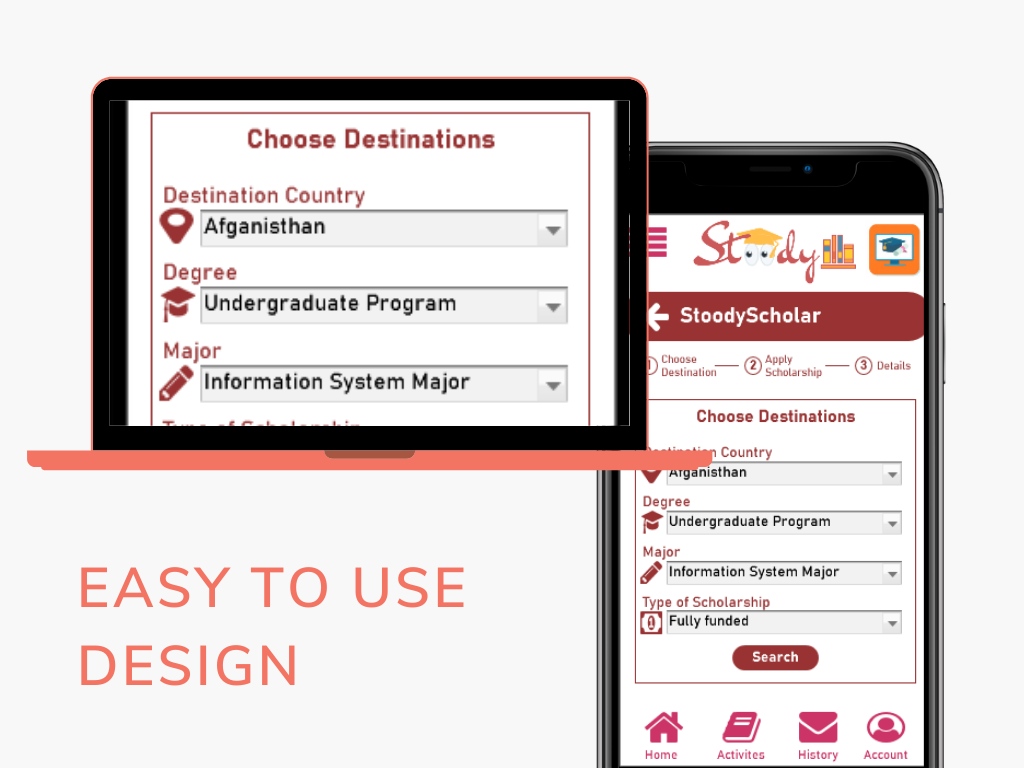 Choose Destinations
Destination Country
Afganisthan
Degree
Undergraduate Program
Major
Information System Major
Type of Scholarship
Stoody
StoodyScholar
1 Choose Destination
2 Apply Scholarship
3 Details
Choose Destinations
Destination Country
Afganisthan
Degree
Undergraduate Program
Major
Information System Major
Type of Scholarship
Fully funded
Search
Home Activites History Account
EASY TO USE
DESIGN